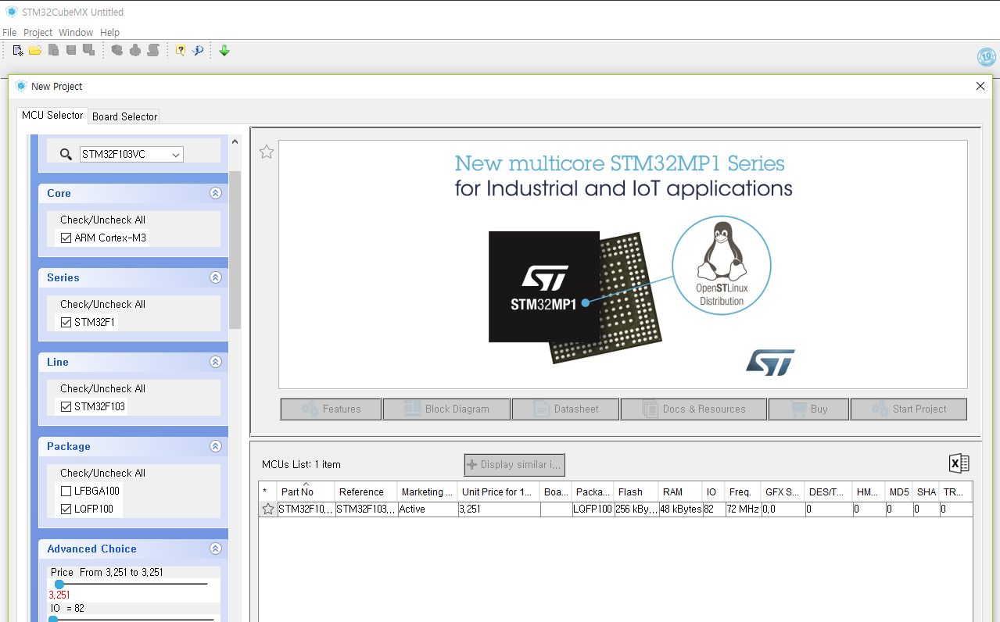 STM32CubeMX Untitled
File Project Window Help
10
New Project
MCU Selector Board Selector
STM32F103VC
Core
Check/Uncheck All
ARM Cortex-M3
Series
Check/Uncheck All
STM32F1
Line
Check/Uncheck All
STM32F103
Package
Check/Uncheck All
LFBGA100
LQFP100
Advanced Choice
Price From 3,251 to 3,251
3,251
IO = 82
New multicore STM32MP1 Series
for Industrial and IoT applications
ST
STM32MP1
OpenSTLinux
Distribution
ST
Features Block Diagram Datasheet Docs & Resources Buy Start Project
MCUs List: 1 item Display similar i...
* Part No Reference Marketing ... Unit Price for 1... Boa... Packa... Flash RAM IO Freq. GFX S... DES/T... HM... MD5 SHA TR...
STM32F10... STM32F103... Active 3,251 LQFP100 256 kBy... 48 kBytes 82 72 MHz 0,0 0 0 0 0 0